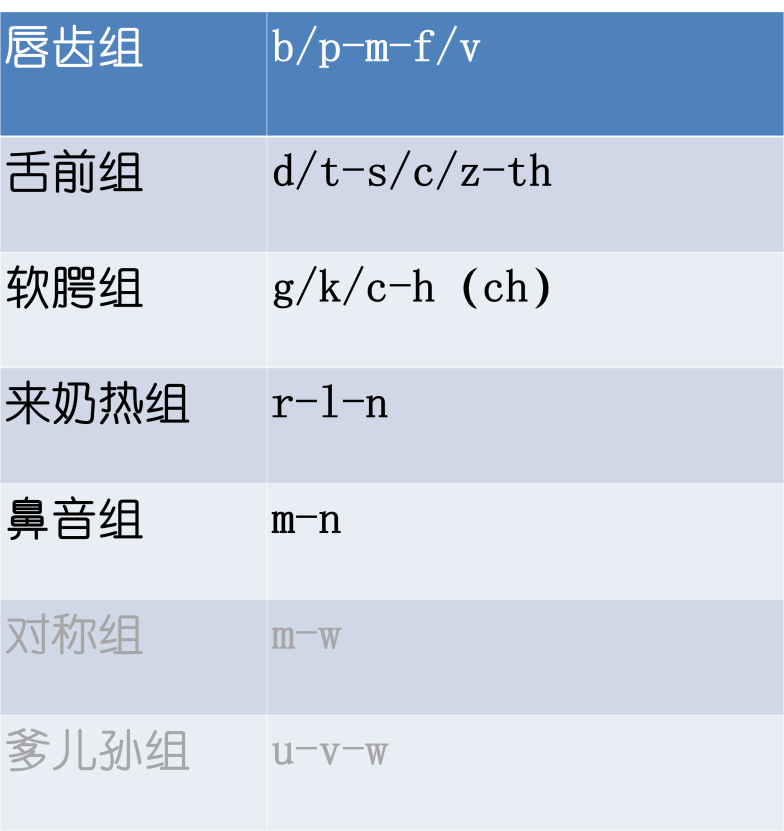 唇齿组 b/p-m-f/v
舌前组 d/t-s/c/z-th
软腭组 g/k/c-h (ch)
来奶热组 r-l-n
鼻音组 m-n
对称组 m-w
爹儿孙组 u-v-w